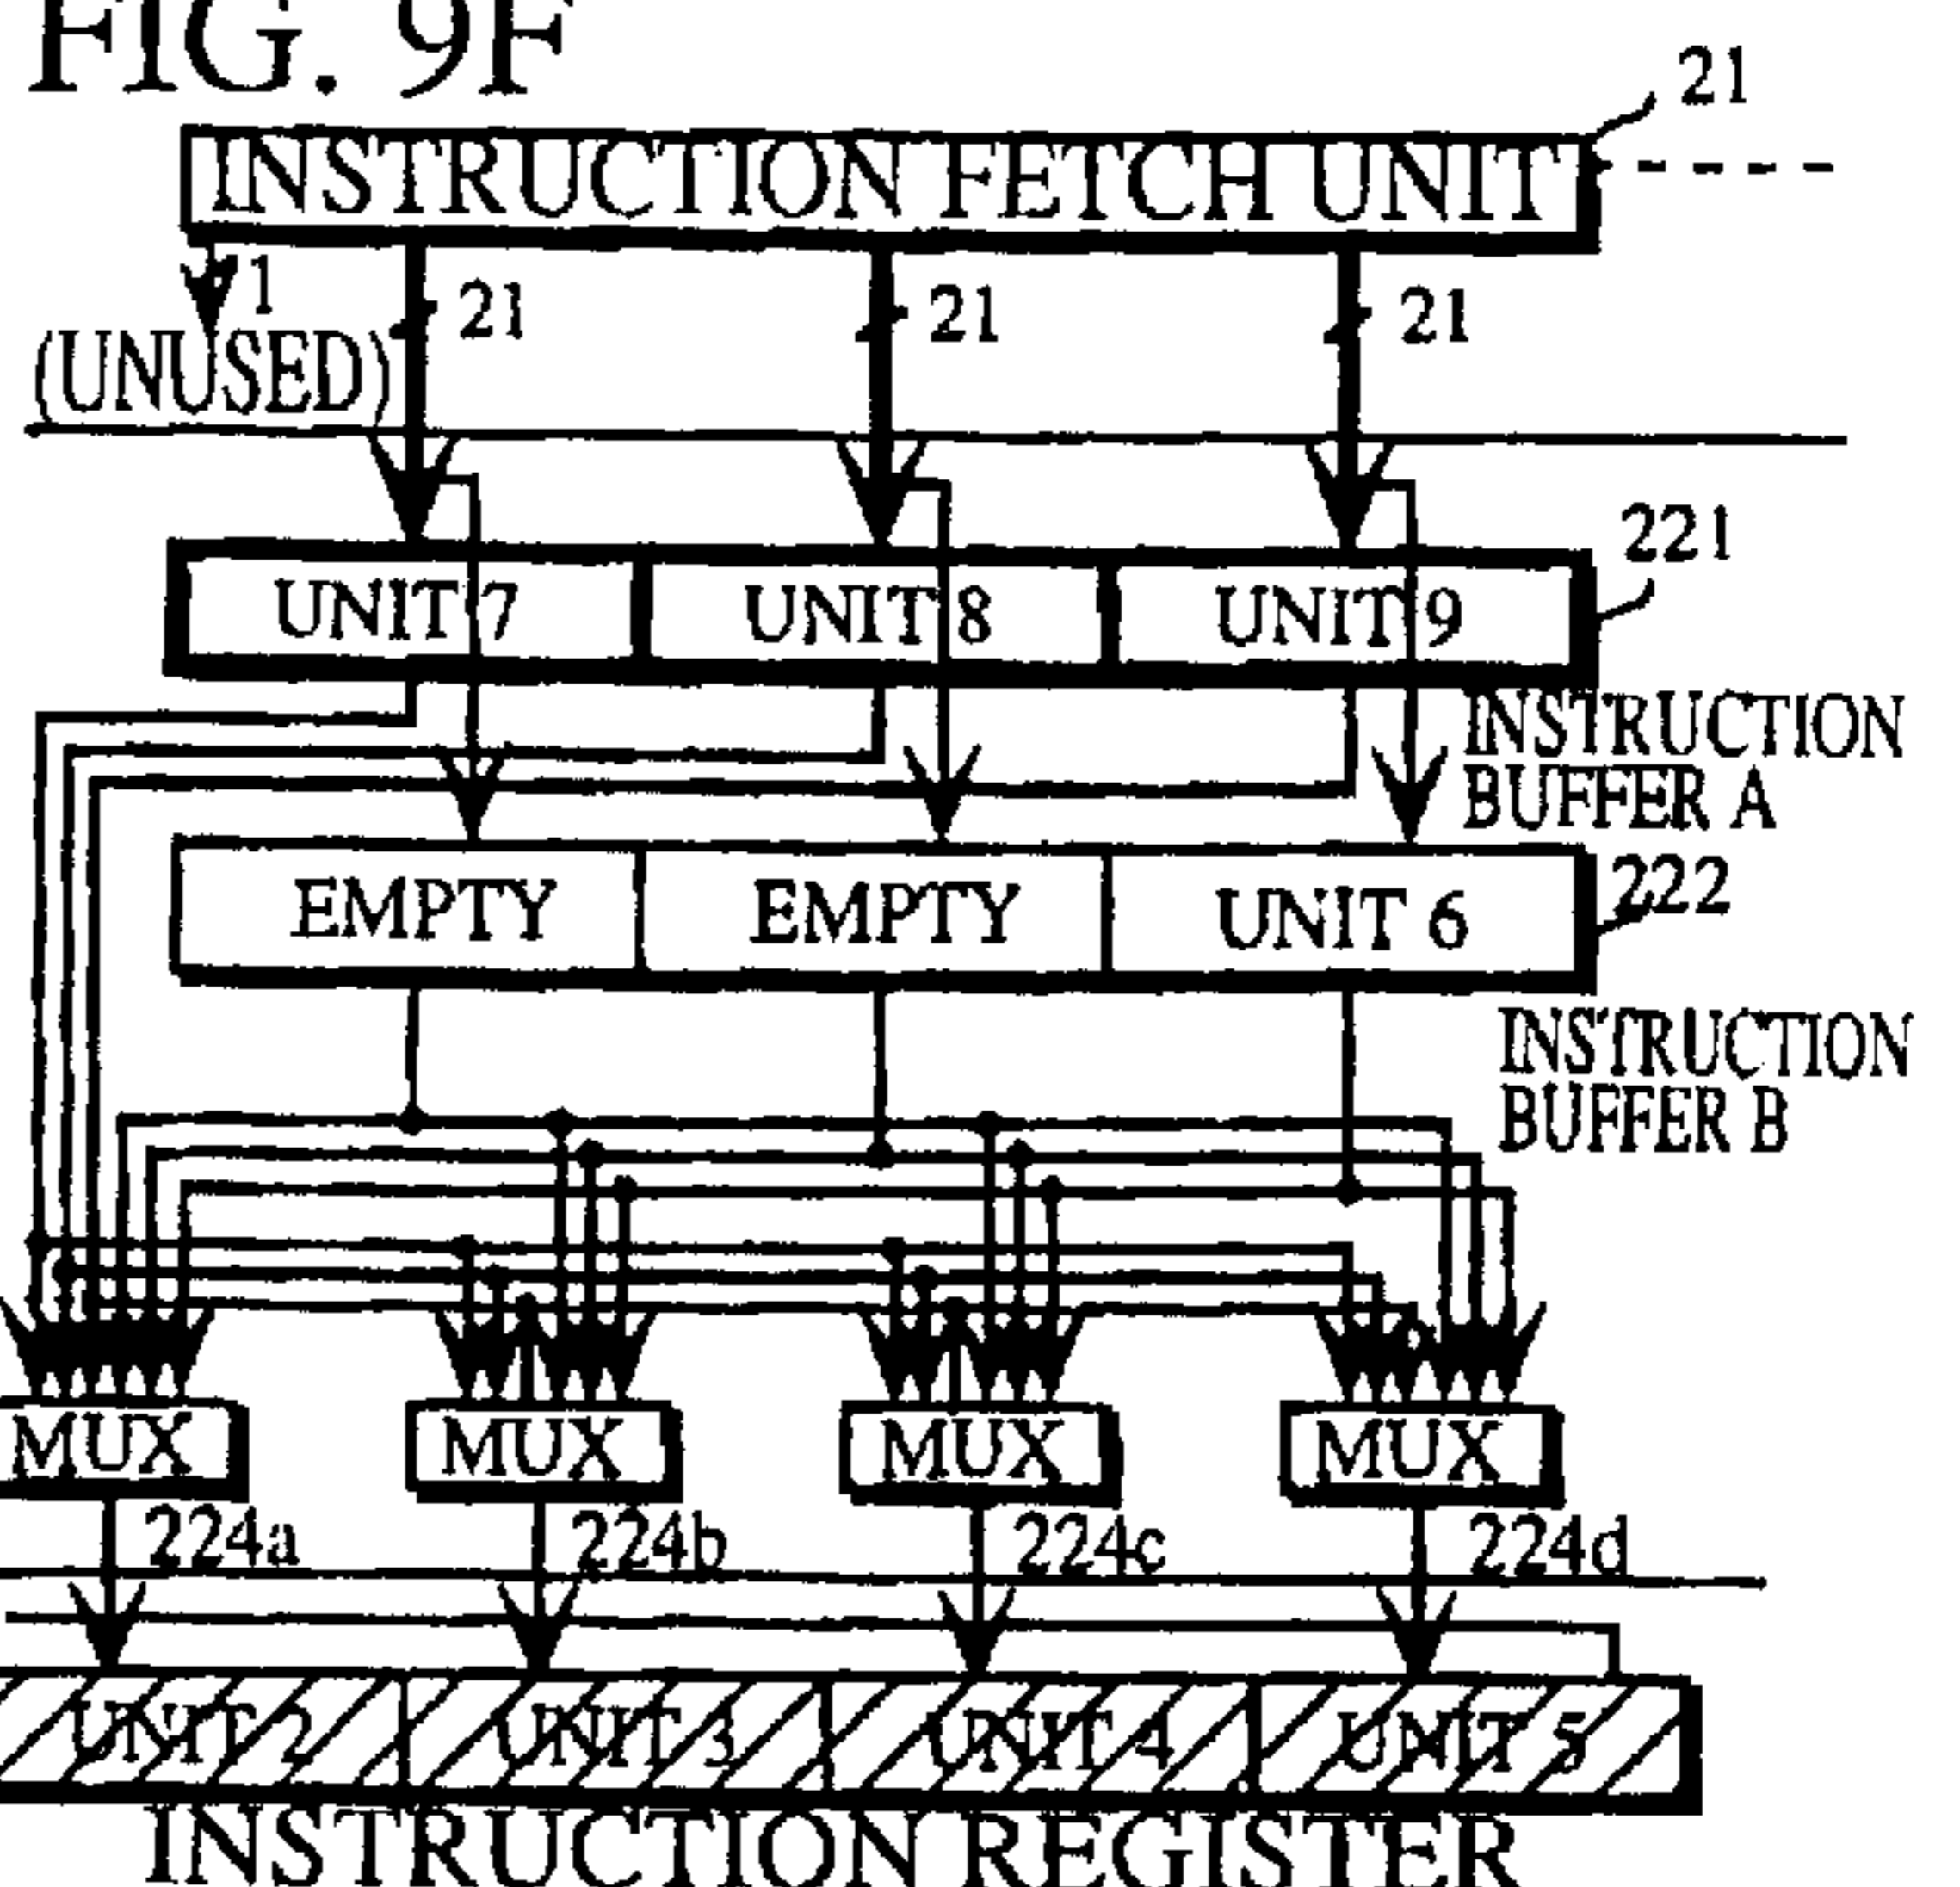 FIG. 9F
21
INSTRUCTION FETCH UNIT
1 21 21 21
(UNUSED)
221
UNIT 7 UNIT 8 UNIT 9
INSTRUCTION
BUFFER A
EMPTY EMPTY UNIT 6 222
INSTRUCTION
BUFFER B
MUX MUX MUX MUX
224a 224b 224c 224d
UNIT 2 UNIT 3 UNIT 4 UNIT 5
INSTRUCTION REGISTER